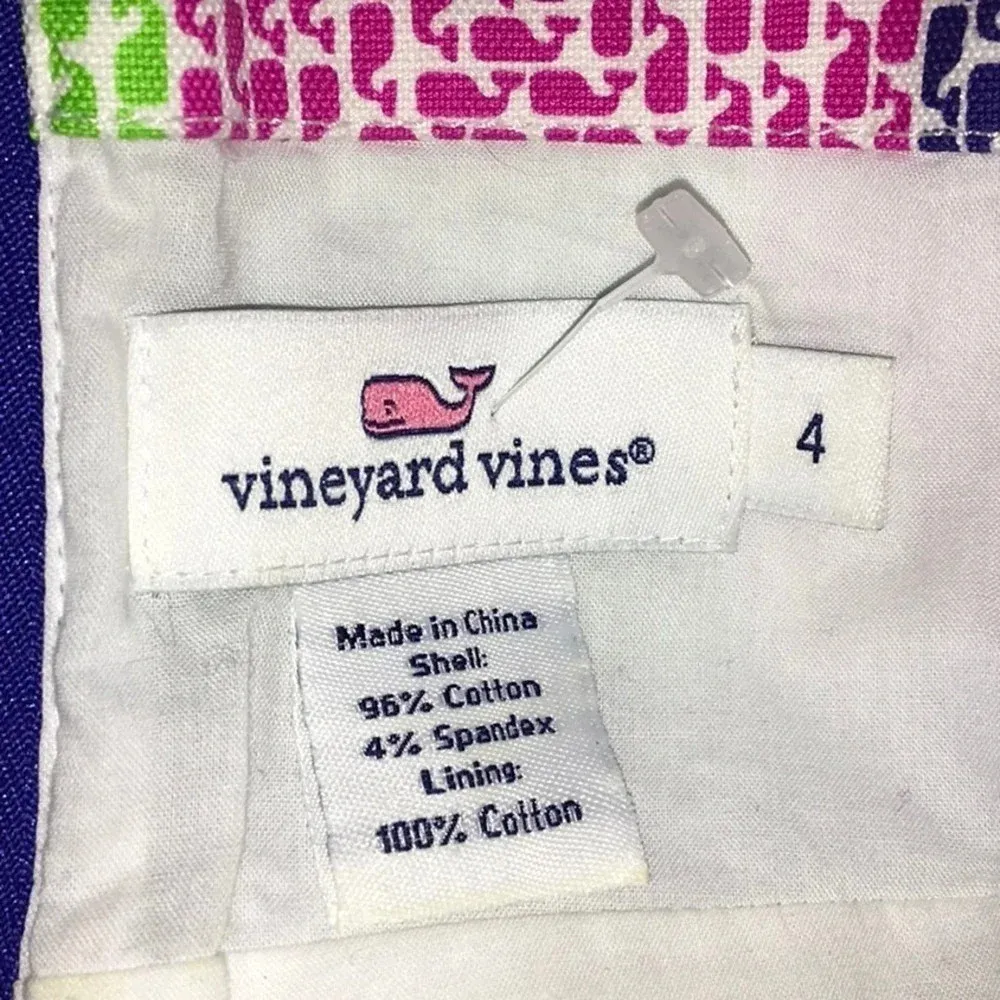 vineyard vines®
4
Made in China
Shell:
96% Cotton
4% Spandex
Lining:
100% Cotton